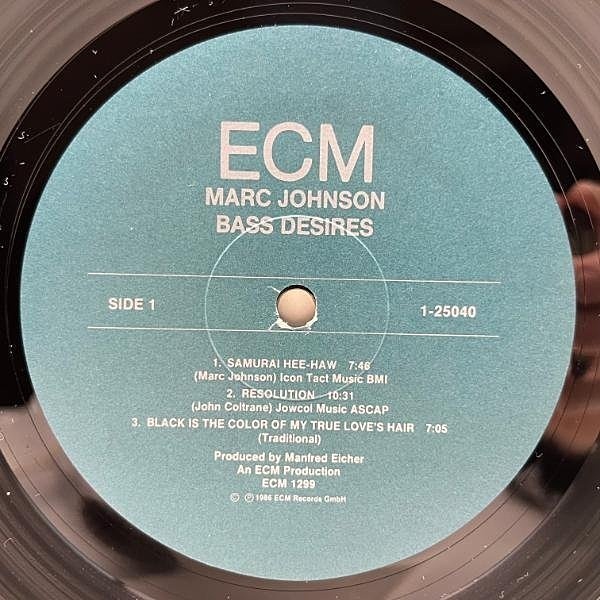 ECM
MARC JOHNSON
BASS DESIRES
SIDE 1
1-25040
1. SAMURAI HEE-HAW 7:46
(Marc Johnson) Icon Tact Music BMI
2. RESOLUTION 10:31
(John Coltrane) Jowcol Music ASCAP
3. BLACK IS THE COLOR OF MY TRUE LOVE'S HAIR 7:05
(Traditional)
Produced by Manfred Eicher
An ECM Production
ECM 1299
© ℗ 1986 ECM Records GmbH